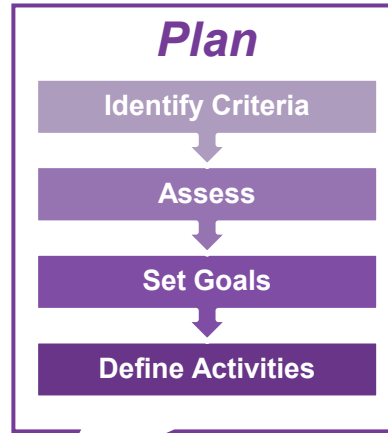 Plan
Identify Criteria
Assess
Set Goals
Define Activities